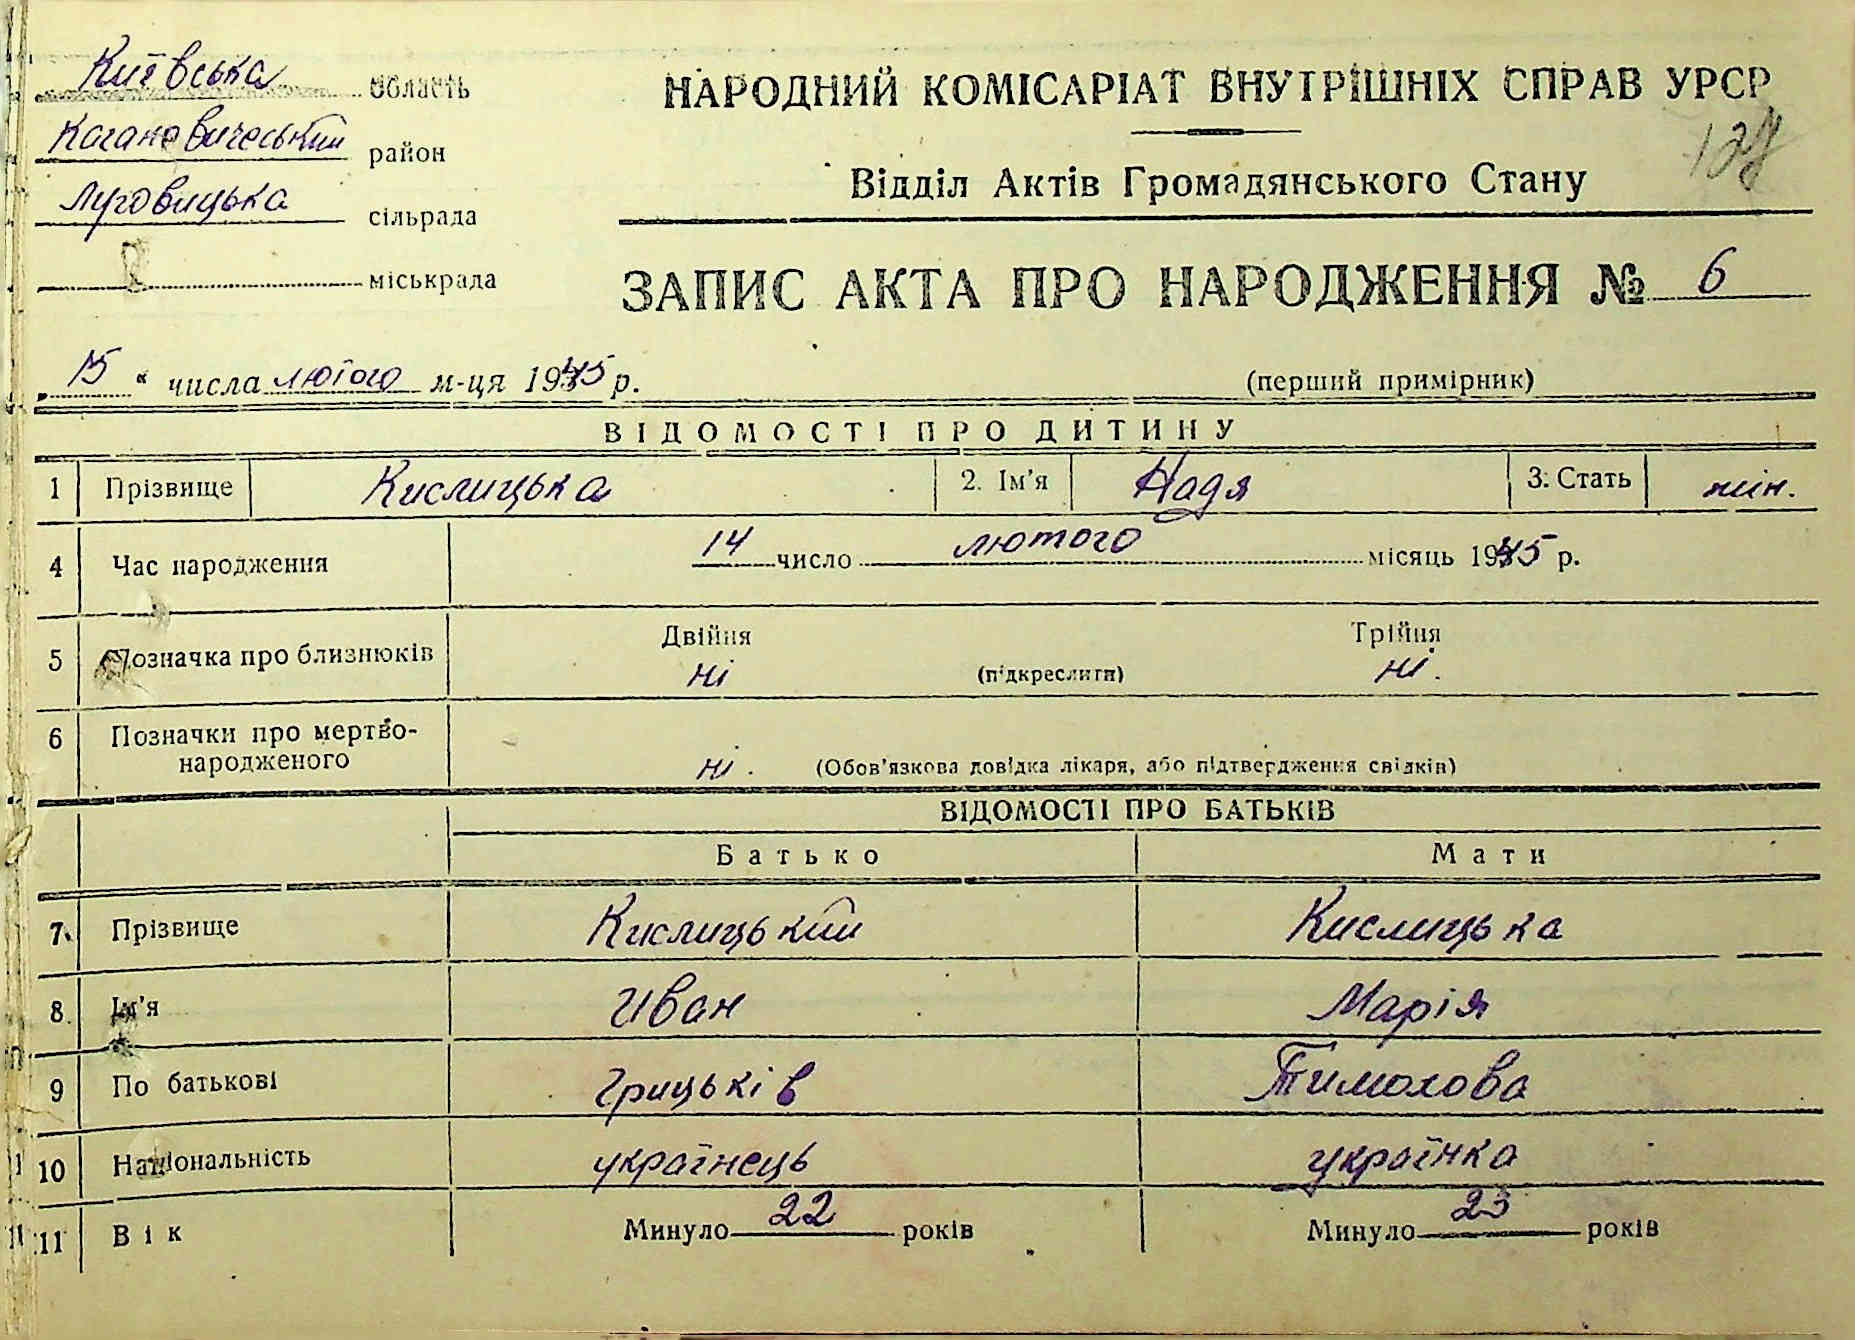 Київська область
Кагановичеський район
Луговицька сільрада
міськрада
НАРОДНИЙ КОМІСАРІАТ ВНУТРІШНІХ СПРАВ УРСР
Відділ Актів Громадянського Стану
ЗАПИС АКТА ПРО НАРОДЖЕННЯ № 6
„ 15 “ числа лютого м-ця 1945 р. (перший примірник)
ВІДОМОСТІ ПРО ДИТИНУ
1 Прізвище Кислицька 2. Ім'я Надя 3. Стать жін.
4 Час народження 14 число лютого місяць 1945 р.
5 Позначка про близнюків Двійня ні (підкреслити) Трійня ні.
6 Позначки про мертво-
народженого ні. (Обов'язкова довідка лікаря, або підтвердження свідків)
ВІДОМОСТІ ПРО БАТЬКІВ
Батько Мати
7 Прізвище Кислицький Кислицька
8. Ім'я Иван Марія
9 По батькові Грицьків Тимохова
10 Національність українець українка
11 Вік Минуло 22 років Минуло 23 років